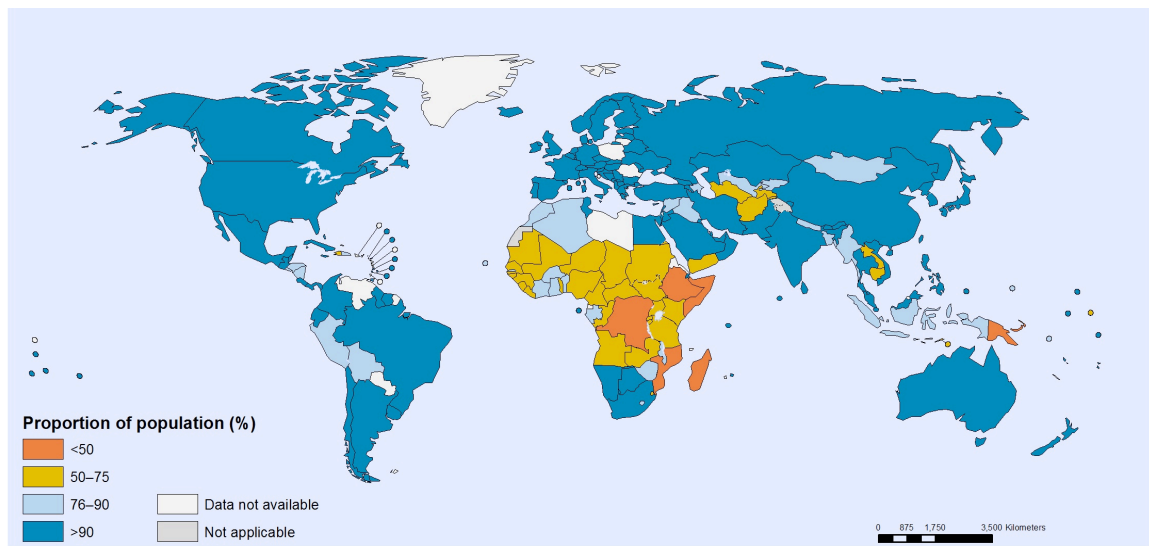 Proportion of population (%)
<50
50–75
76–90
>90
Data not available
Not applicable
0 875 1,750 3,500 Kilometers